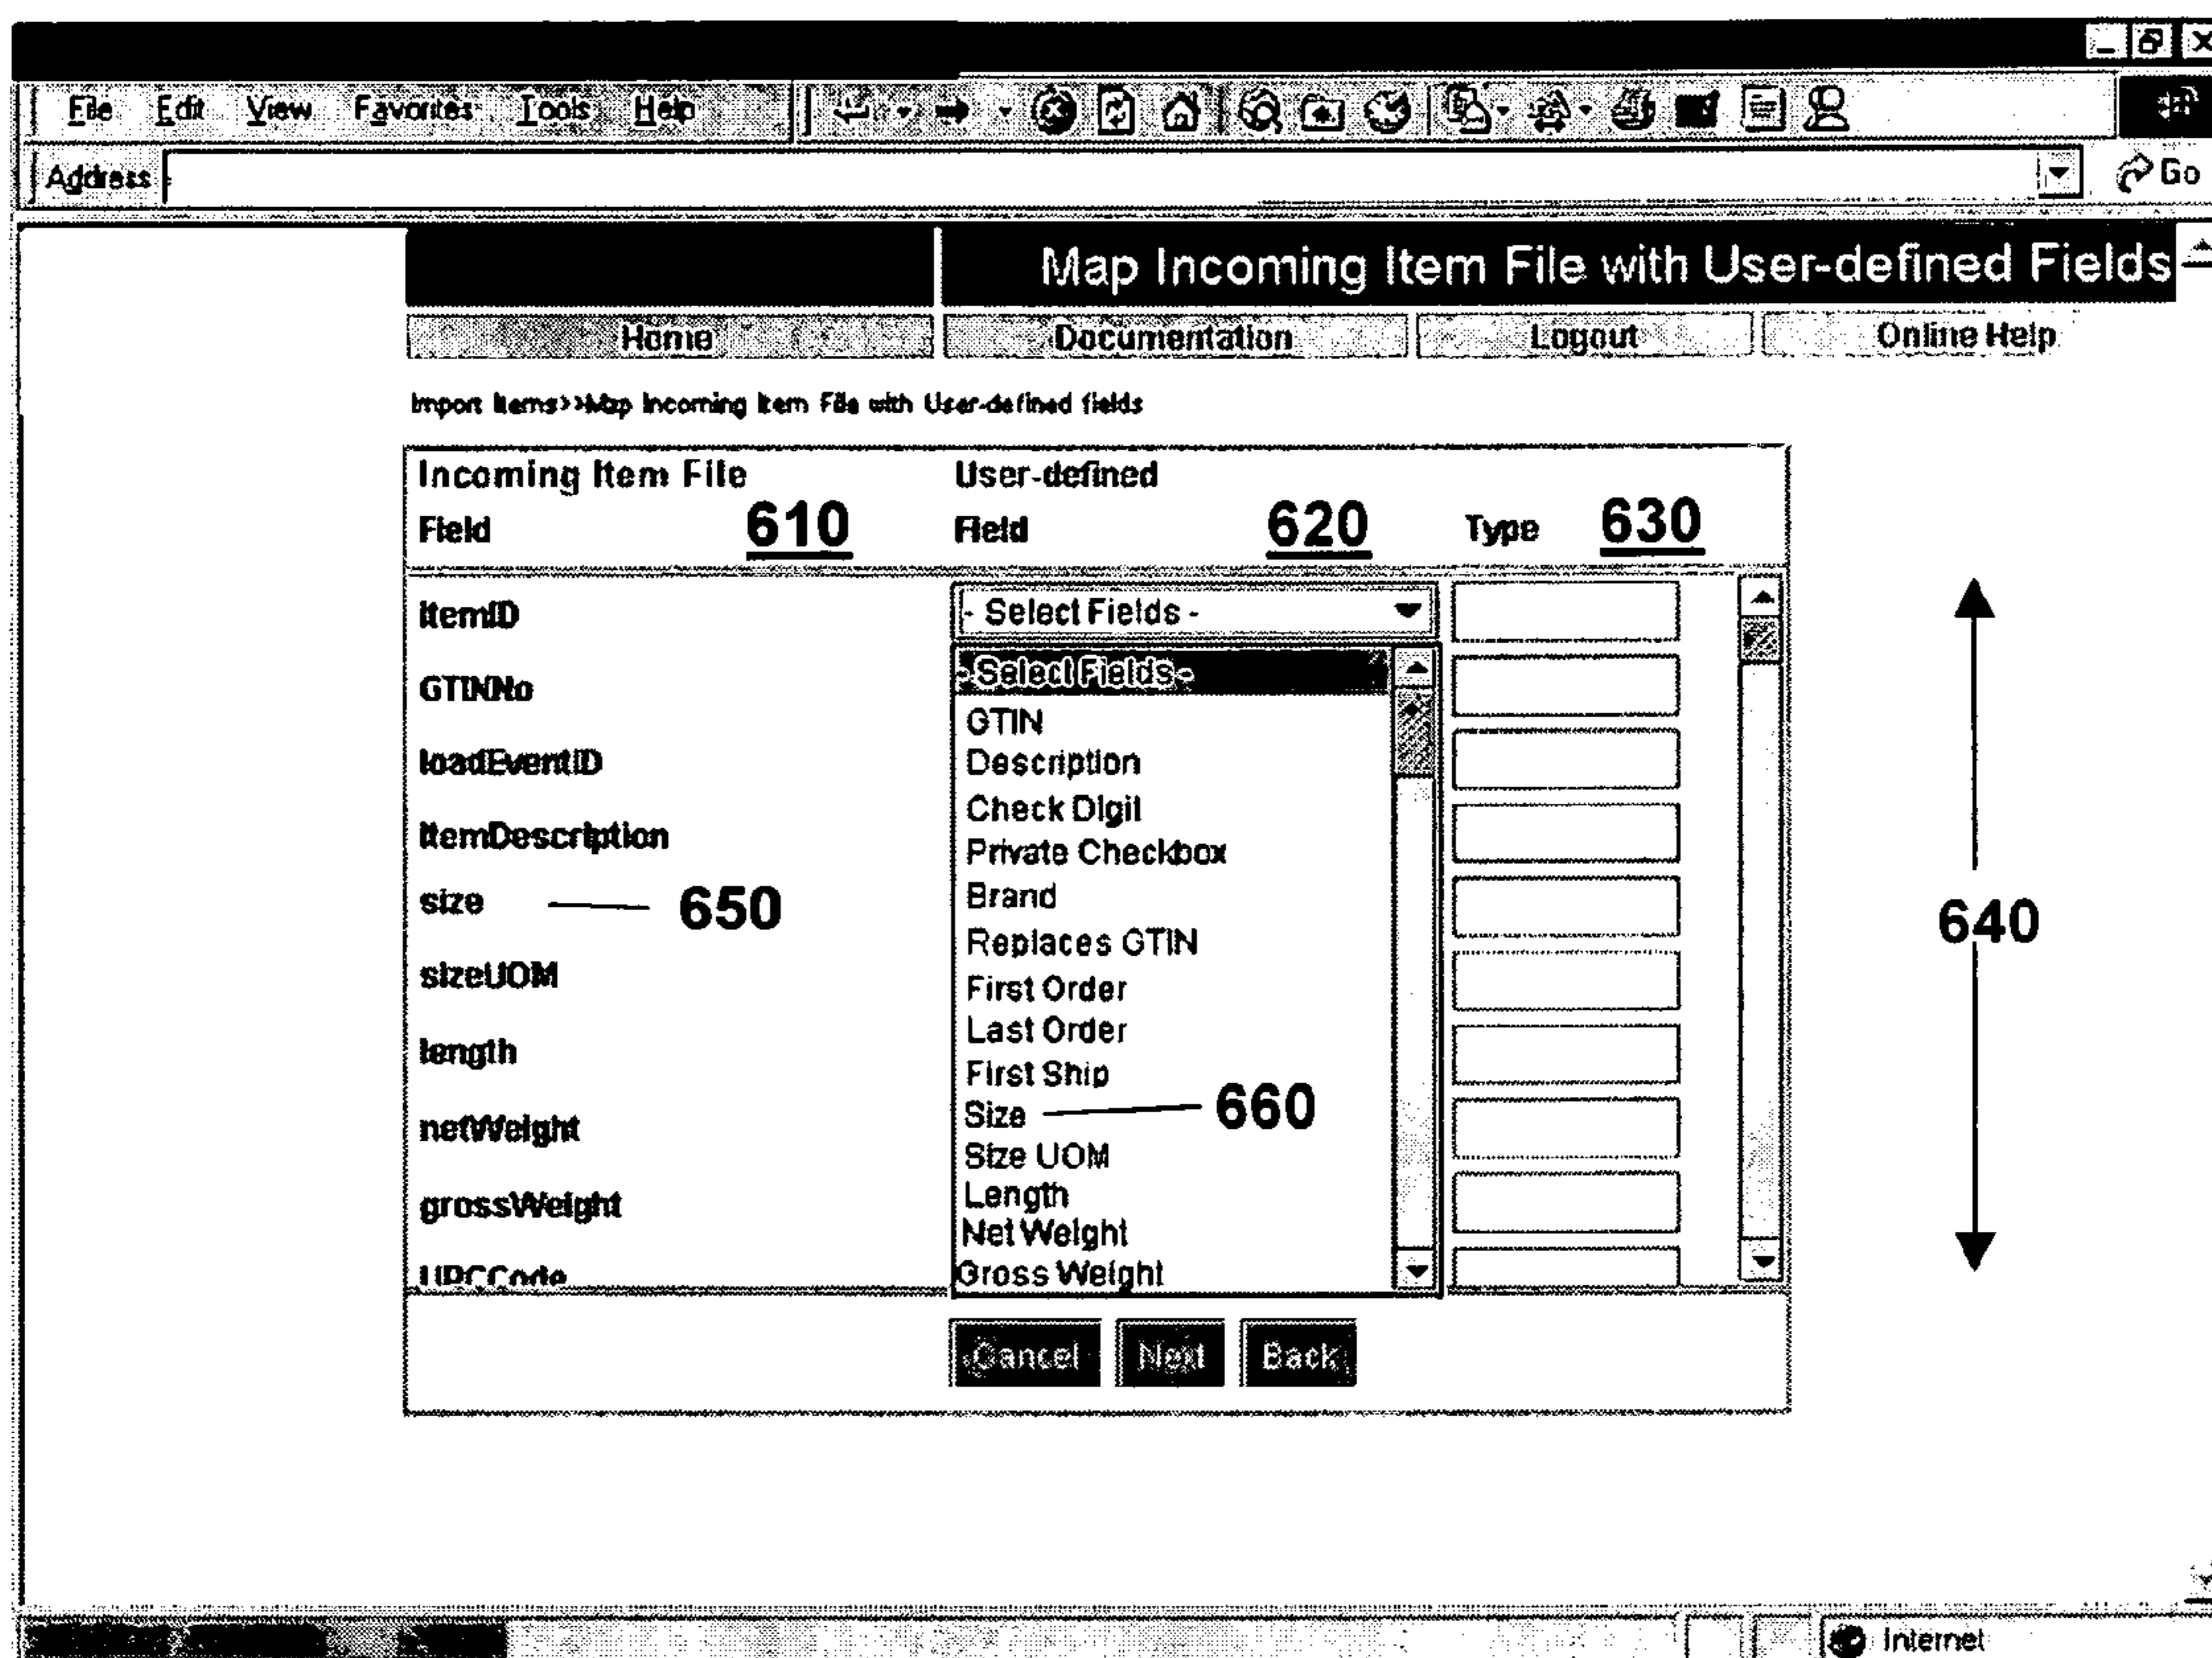 File Edit View Favorites Tools Help
Address Go
Map Incoming Item File with User-defined Fields
Home Documentation Logout Online Help
Import Items>>Map Incoming Item File with User-defined fields
Incoming Item File User-defined
Field 610 Field 620 Type 630
ItemID - Select Fields -
- Select Fields -
GTINNo
GTIN
loadEventID Description
Check Digit
ItemDescription
Private Checkbox
size 650 Brand 640
Replaces GTIN
sizeUOM
First Order
Last Order
length
First Ship
Size 660
netWeight
Size UOM
grossWeight Length
Net Weight
UPCCode Gross Weight
Cancel Next Back
Internet